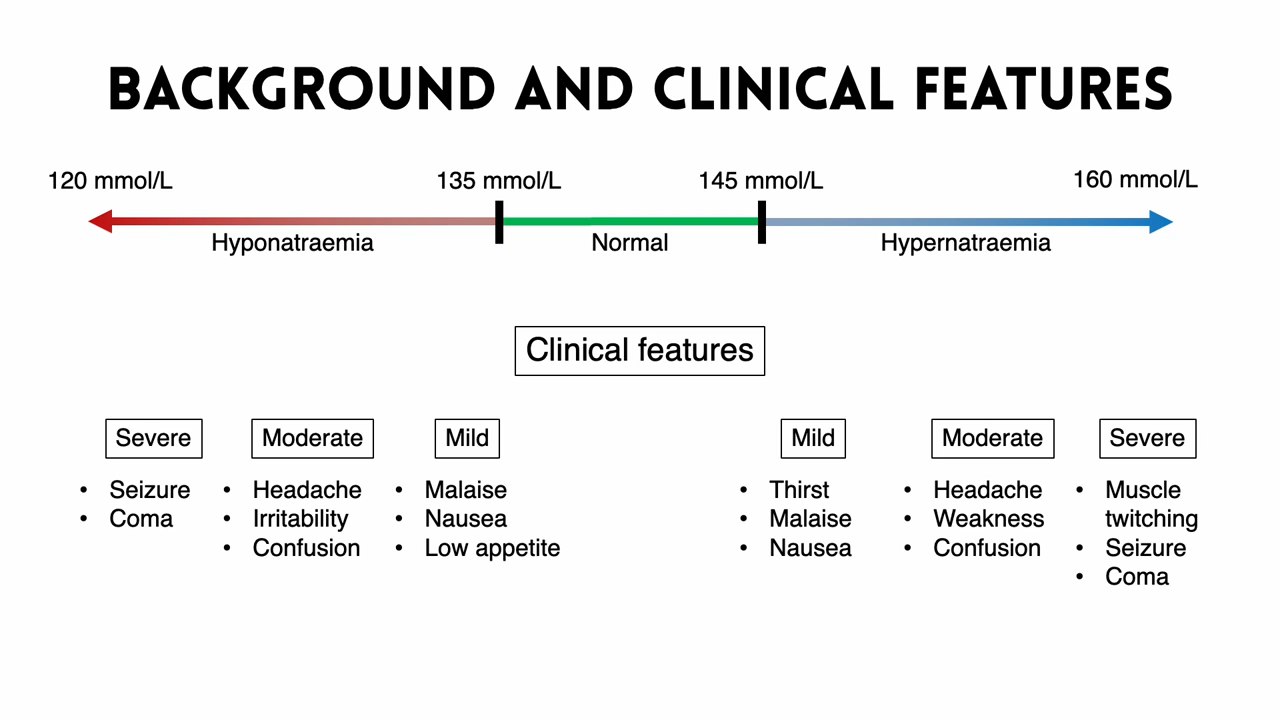 BACKGROUND AND CLINICAL FEATURES
120 mmol/L
135 mmol/L
145 mmol/L
160 mmol/L
Hyponatraemia
Normal
Hypernatraemia
Clinical features
Severe
• Seizure
• Coma
Moderate
• Headache
• Irritability
• Confusion
Mild
• Malaise
• Nausea
• Low appetite
Mild
• Thirst
• Malaise
• Nausea
Moderate
• Headache
• Weakness
• Confusion
Severe
• Muscle
twitching
• Seizure
• Coma